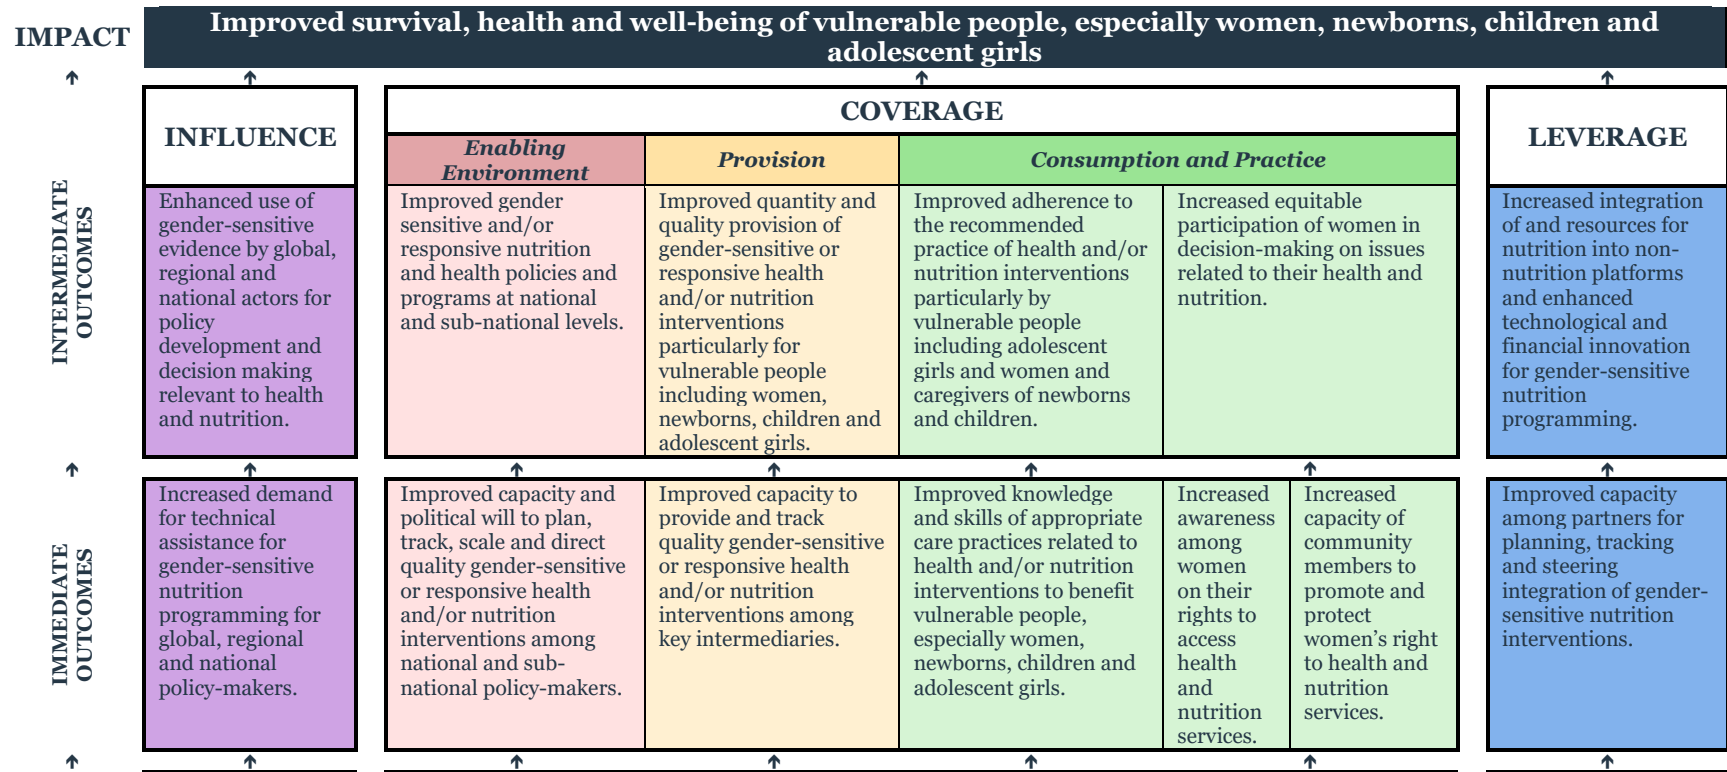 IMPACT
Improved survival, health and well-being of vulnerable people, especially women, newborns, children and
adolescent girls
INFLUENCE
COVERAGE
LEVERAGE
Enabling
Environment
Provision
Consumption and Practice
INTERMEDIATE
OUTCOMES
Enhanced use of
gender-sensitive
evidence by global,
regional and
national actors for
policy
development and
decision making
relevant to health
and nutrition.
Improved gender
sensitive and/or
responsive nutrition
and health policies and
programs at national
and sub-national levels.
Improved quantity and
quality provision of
gender-sensitive or
responsive health
and/or nutrition
interventions
particularly for
vulnerable people
including women,
newborns, children and
adolescent girls.
Improved adherence to
the recommended
practice of health and/or
nutrition interventions
particularly by
vulnerable people
including adolescent
girls and women and
caregivers of newborns
and children.
Increased equitable
participation of women in
decision-making on issues
related to their health and
nutrition.
Increased integration
of and resources for
nutrition into non-
nutrition platforms
and enhanced
technological and
financial innovation
for gender-sensitive
nutrition
programming.
IMMEDIATE
OUTCOMES
Increased demand
for technical
assistance for
gender-sensitive
nutrition
programming for
global, regional
and national
policy-makers.
Improved capacity and
political will to plan,
track, scale and direct
quality gender-sensitive
or responsive health
and/or nutrition
interventions among
national and sub-
national policy-makers.
Improved capacity to
provide and track
quality gender-sensitive
or responsive health
and/or nutrition
interventions among
key intermediaries.
Improved knowledge
and skills of appropriate
care practices related to
health and/or nutrition
interventions to benefit
vulnerable people,
especially women,
newborns, children and
adolescent girls.
Increased
awareness
among
women
on their
rights to
access
health
and
nutrition
services.
Increased
capacity of
community
members to
promote and
protect
women's right
to health and
nutrition
services.
Improved capacity
among partners for
planning, tracking
and steering
integration of gender-
sensitive nutrition
interventions.